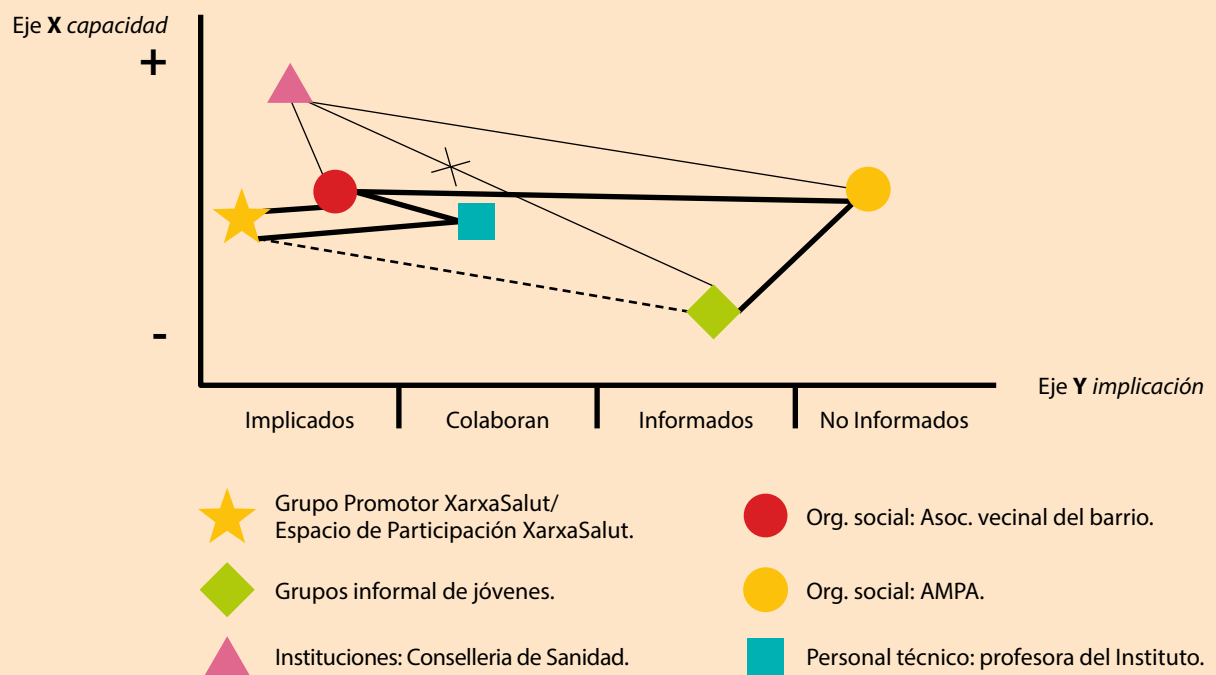 Eje X capacidad
+
-
Eje Y implicación
Implicados
Colaboran
Informados
No Informados
Grupo Promotor XarxaSalut/
Espacio de Participación XarxaSalut.
Org. social: Asoc. vecinal del barrio.
Grupos informal de jóvenes.
Org. social: AMPA.
Instituciones: Conselleria de Sanidad.
Personal técnico: profesora del Instituto.